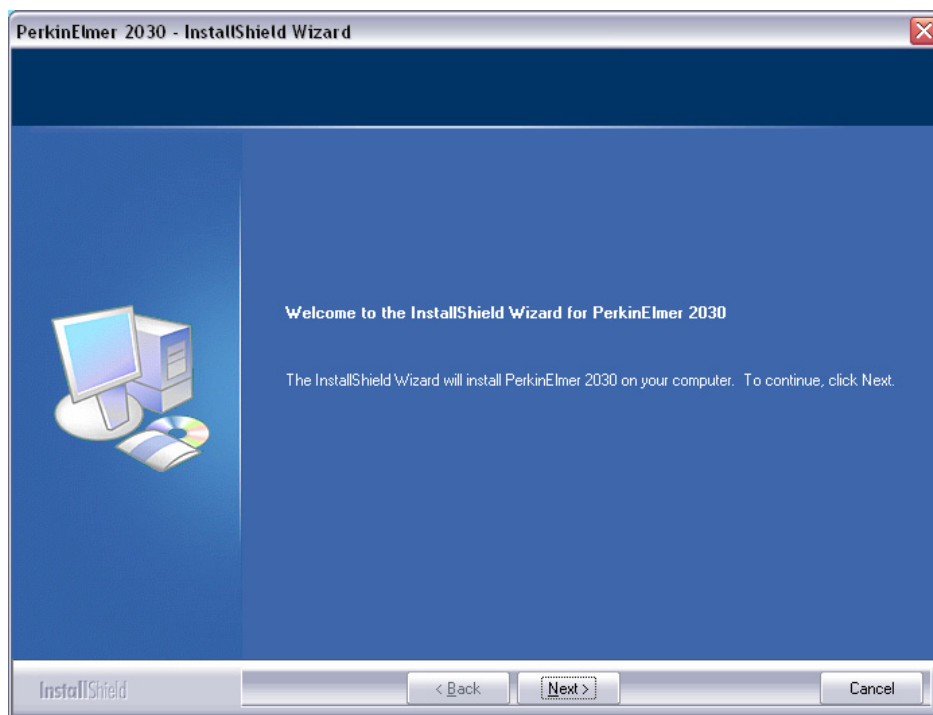 PerkinElmer 2030 - InstallShield Wizard
Welcome to the InstallShield Wizard for PerkinElmer 2030
The InstallShield Wizard will install PerkinElmer 2030 on your computer.  To continue, click Next.
InstallShield
< Back
Next >
Cancel